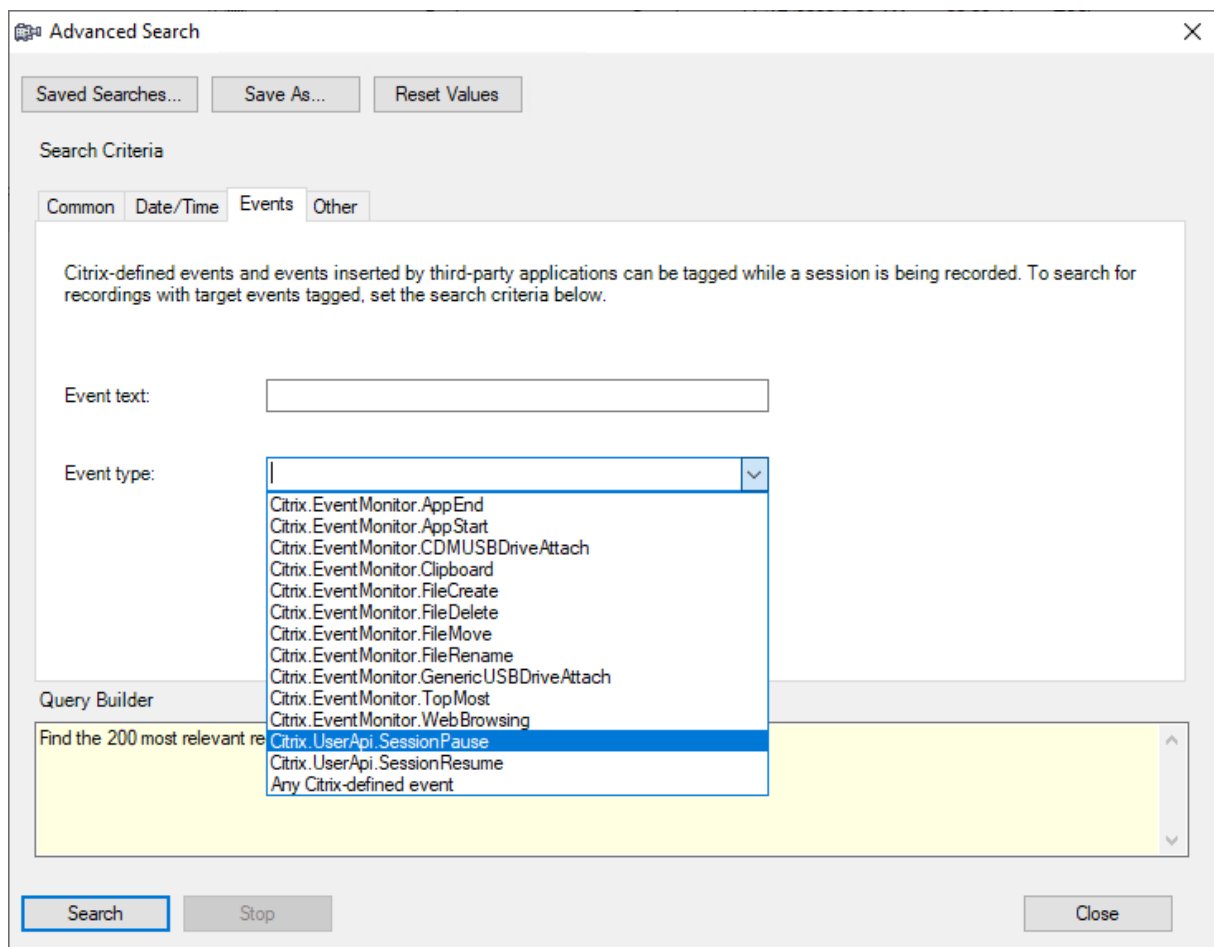 Advanced Search
Saved Searches...
Save As...
Reset Values
Search Criteria
Common
Date/Time
Events
Other
Citrix-defined events and events inserted by third-party applications can be tagged while a session is being recorded. To search for
recordings with target events tagged, set the search criteria below.
Event text:
Event type:
Citrix.EventMonitor.AppEnd
Citrix.EventMonitor.AppStart
Citrix.EventMonitor.CDMUSBDriveAttach
Citrix.EventMonitor.Clipboard
Citrix.EventMonitor.FileCreate
Citrix.EventMonitor.FileDelete
Citrix.EventMonitor.FileMove
Citrix.EventMonitor.FileRename
Citrix.EventMonitor.GenericUSBDriveAttach
Citrix.EventMonitor.TopMost
Citrix.EventMonitor.WebBrowsing
Citrix.UserApi.SessionPause
Citrix.UserApi.SessionResume
Any Citrix-defined event
Query Builder
Find the 200 most relevant re
Search
Stop
Close